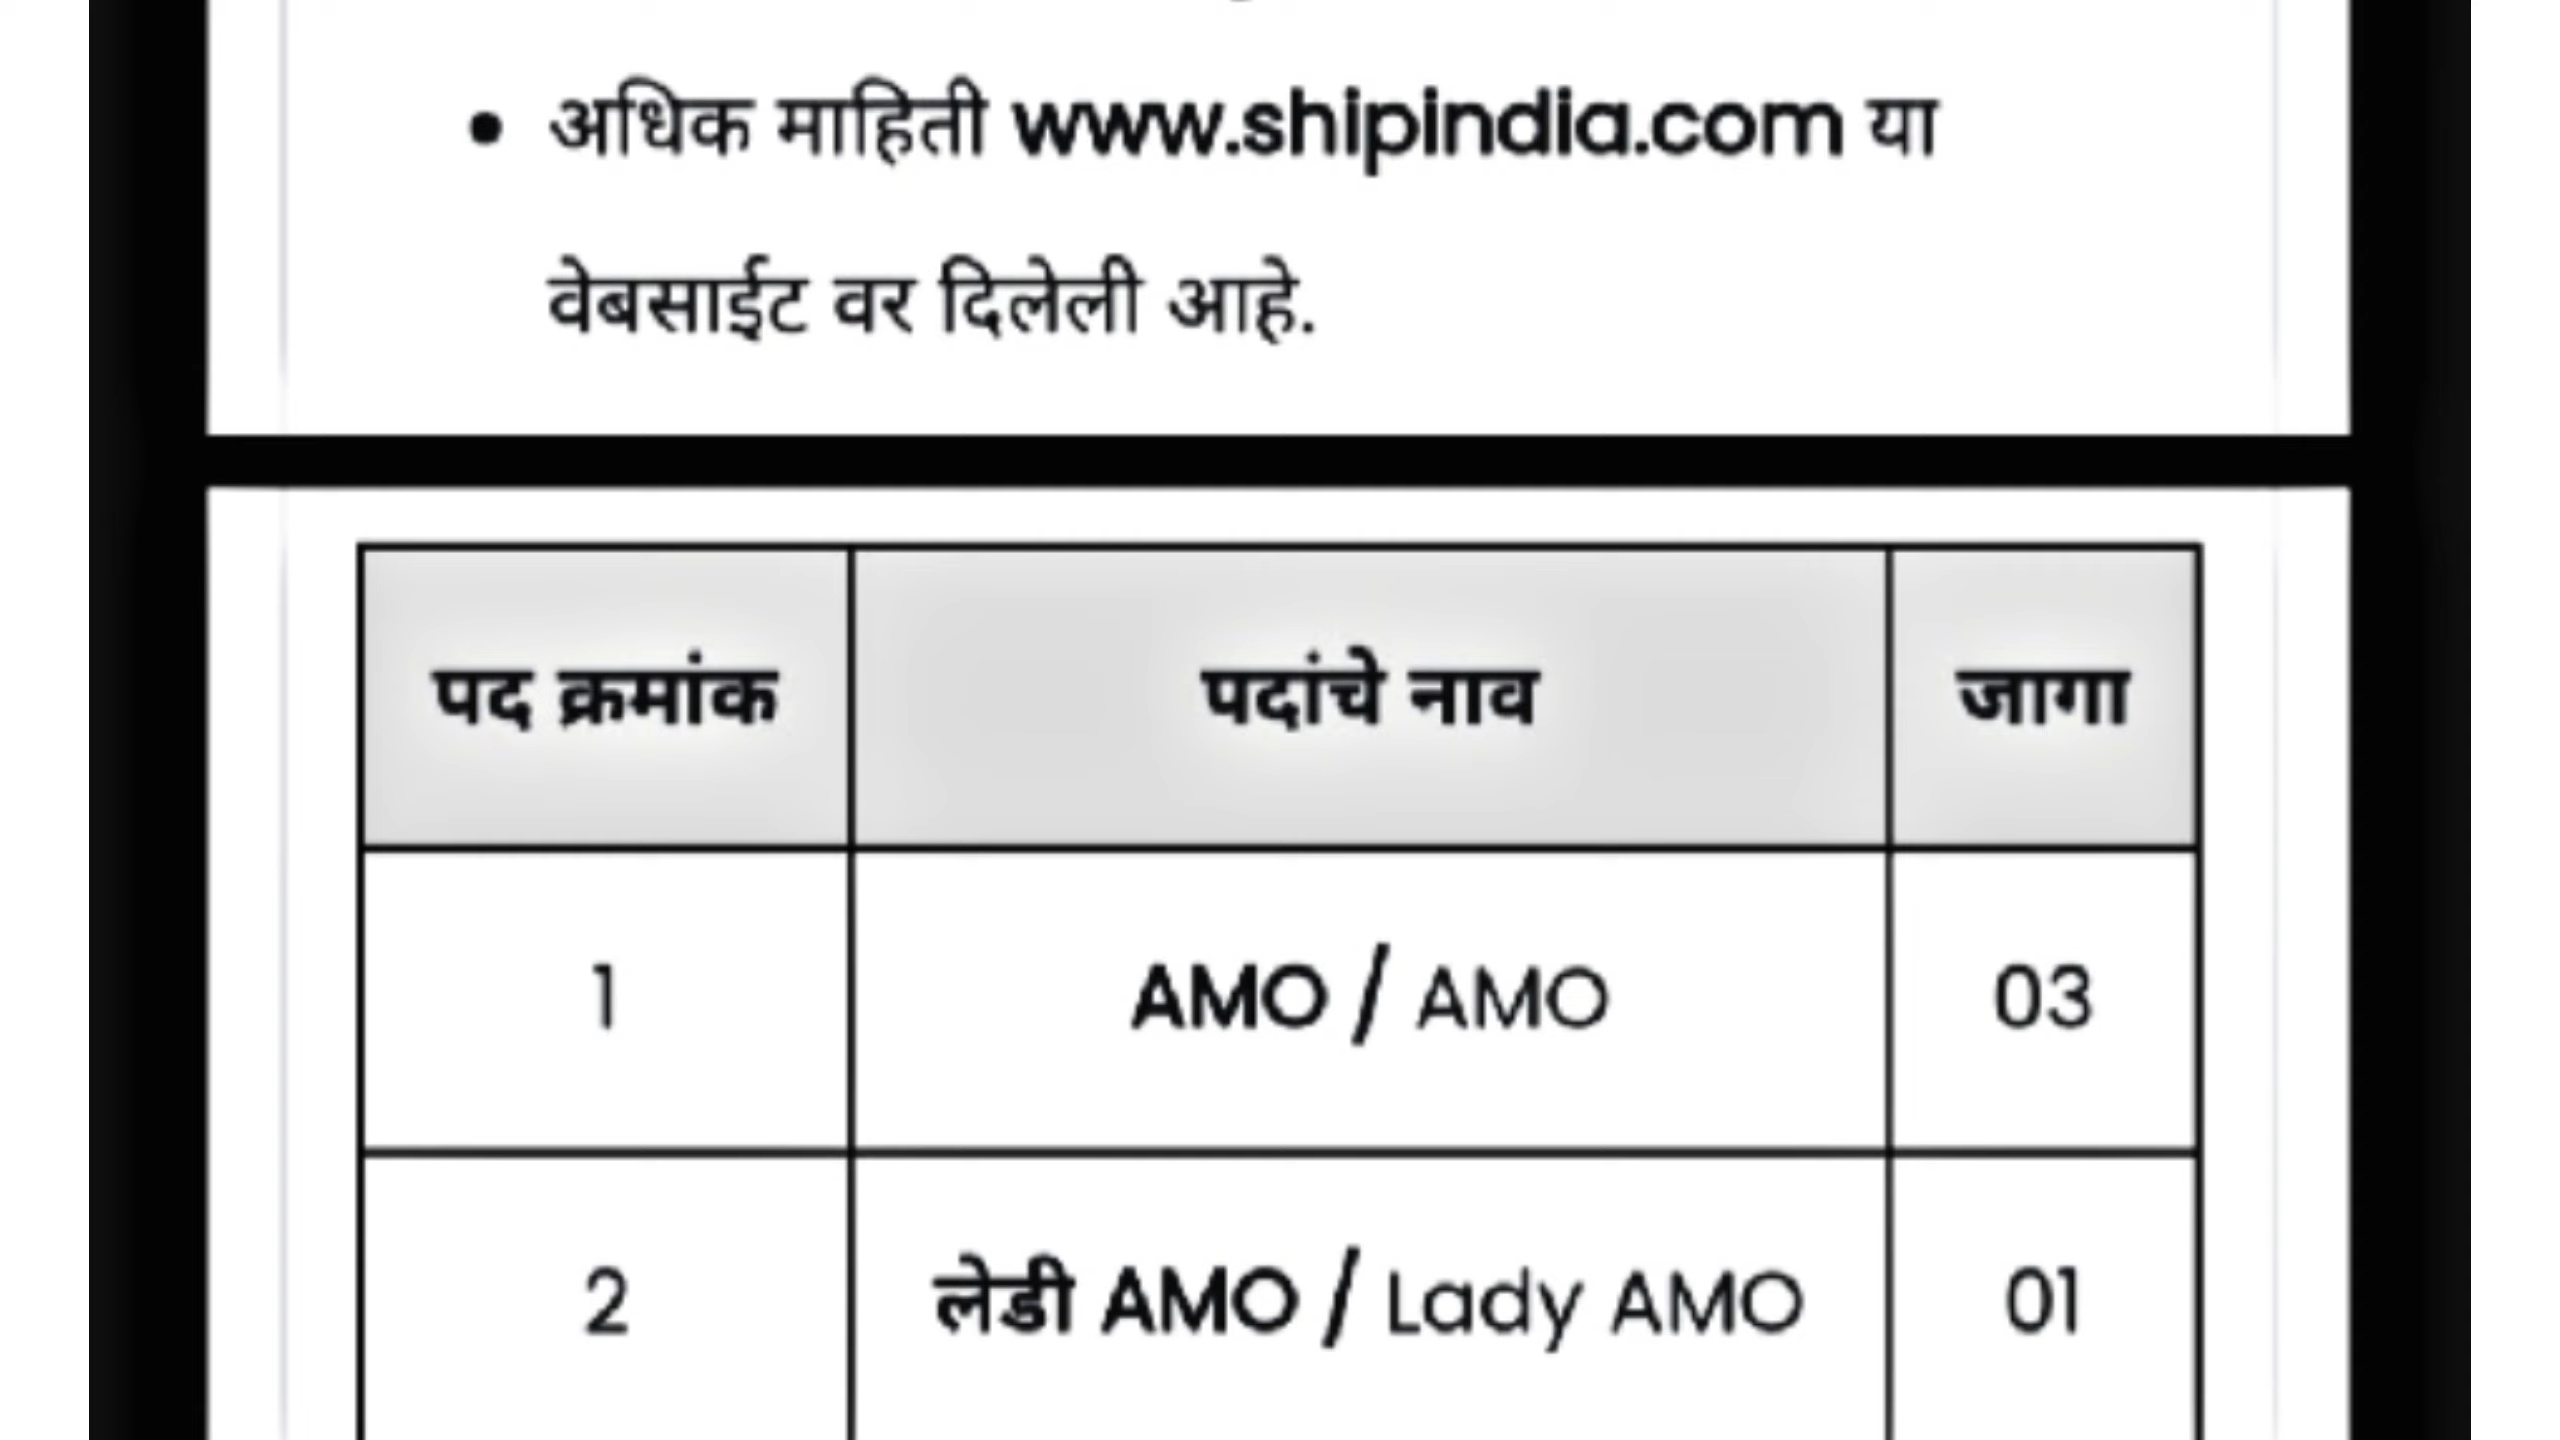 • अधिक माहिती www.shipindia.com या
वेबसाईट वर दिलेली आहे.
पद क्रमांक पदांचे नाव जागा
1 AMO / AMO 03
2 लेडी AMO / Lady AMO 01